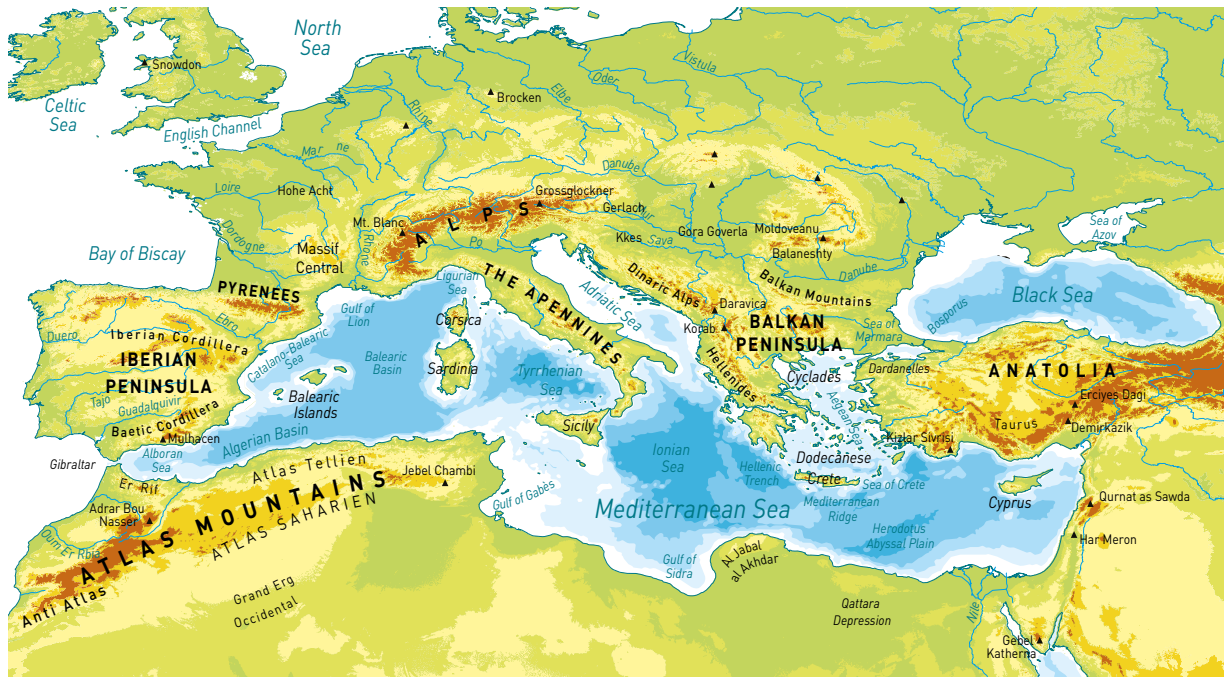 North
Sea
Snowdon
Celtic
Sea
English Channel
Brocken
Rhine
Elbe
Oder
Vistula
Mar ne
Loire
Hohe Acht
Danube
Grossglockner
Gerlach
Mur
Mt. Blanc
ALPS
Dordogne
Massif
Central
Rhone
Po
Kkes
Sava
Gora Goverla
Moldoveanu
Balaneshty
Danube
Sea of
Azov
Bay of Biscay
PYRENEES
Gulf of
Lion
Ligurian
Sea
THE APENNINES
Adriatic Sea
Dinaric Alps
Daravica
Korab
Balkan Mountains
BALKAN
PENINSULA
Black Sea
Bosporus
Sea of
Marmara
Dardanelles
Duero
Ebro
Iberian Cordillera
IBERIAN
PENINSULA
Tajo
Guadalquivir
Baetic Cordillera
Mulhacen
Catalano-Balearic
Sea
Balearic
Basin
Balearic
Islands
Corsica
Sardinia
Tyrrhenian
Sea
Hellenides
Cyclades
Aegean Sea
ANATOLIA
Erciyes Dagi
Taurus
Demirkazik
Kizlar Sivrisi
Gibraltar
Alboran
Sea
Algerian Basin
Sicily
Ionian
Sea
Hellenic
Trench
Dodecanese
Crete
Sea of Crete
Mediterranean
Ridge
Herodotus
Abyssal Plain
Cyprus
Er Rif
Adrar Bou
Nasser
Oum Er Rbia
Atlas Tellien
ATLAS MOUNTAINS
ATLAS SAHARIEN
Anti Atlas
Jebel Chambi
Gulf of Gabès
Mediterranean Sea
Qurnat as Sawda
Har Meron
Grand Erg
Occidental
Gulf of
Sidra
Al Jabal
al Akhdar
Qattara
Depression
Nile
Gebel
Katherna